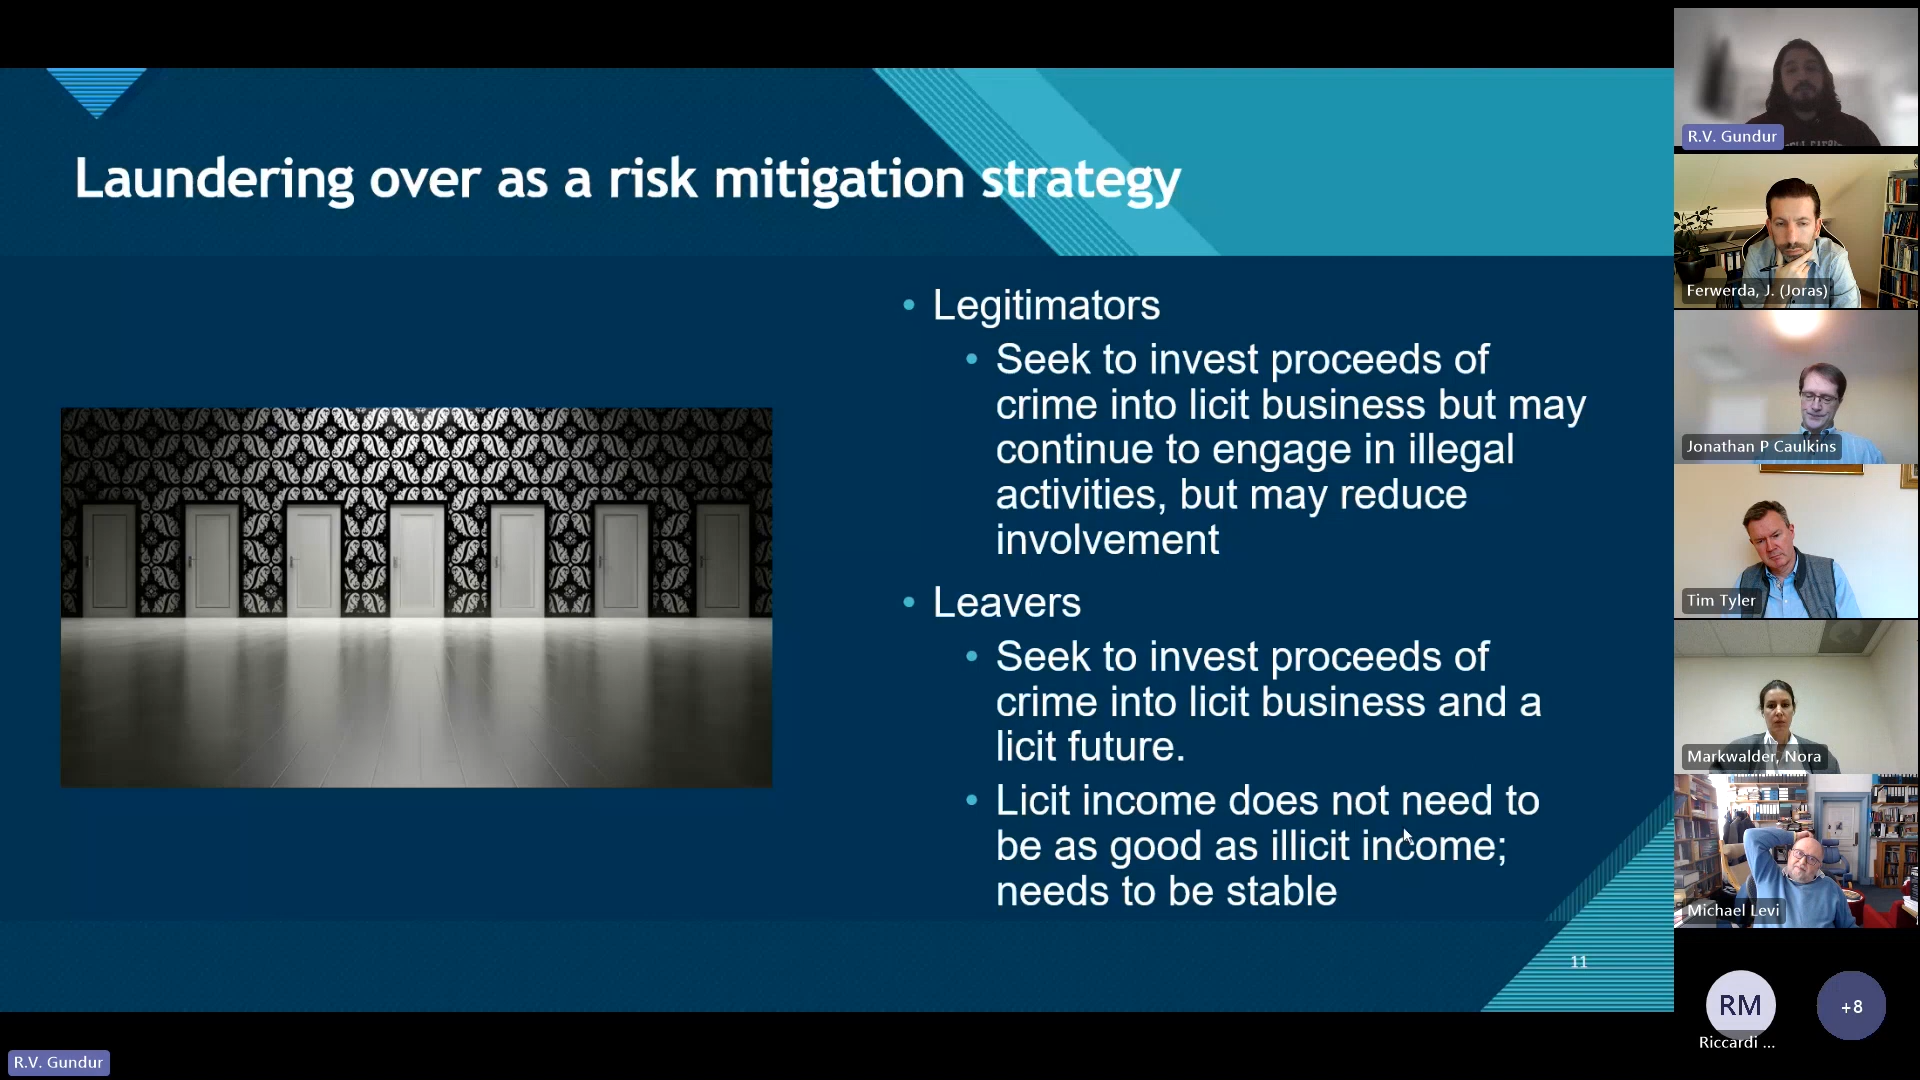 Laundering over as a risk mitigation strategy
• Legitimators
• Seek to invest proceeds of
crime into licit business but may
continue to engage in illegal
activities, but may reduce
involvement
• Leavers
• Seek to invest proceeds of
crime into licit business and a
licit future.
• Licit income does not need to
be as good as illicit income;
needs to be stable
11
R.V. Gundur
R.V. Gundur
Ferwerda, J. (Joras)
Jonathan P Caulkins
Tim Tyler
Markwalder, Nora
Michael Levi
RM
Riccardi ...
+8